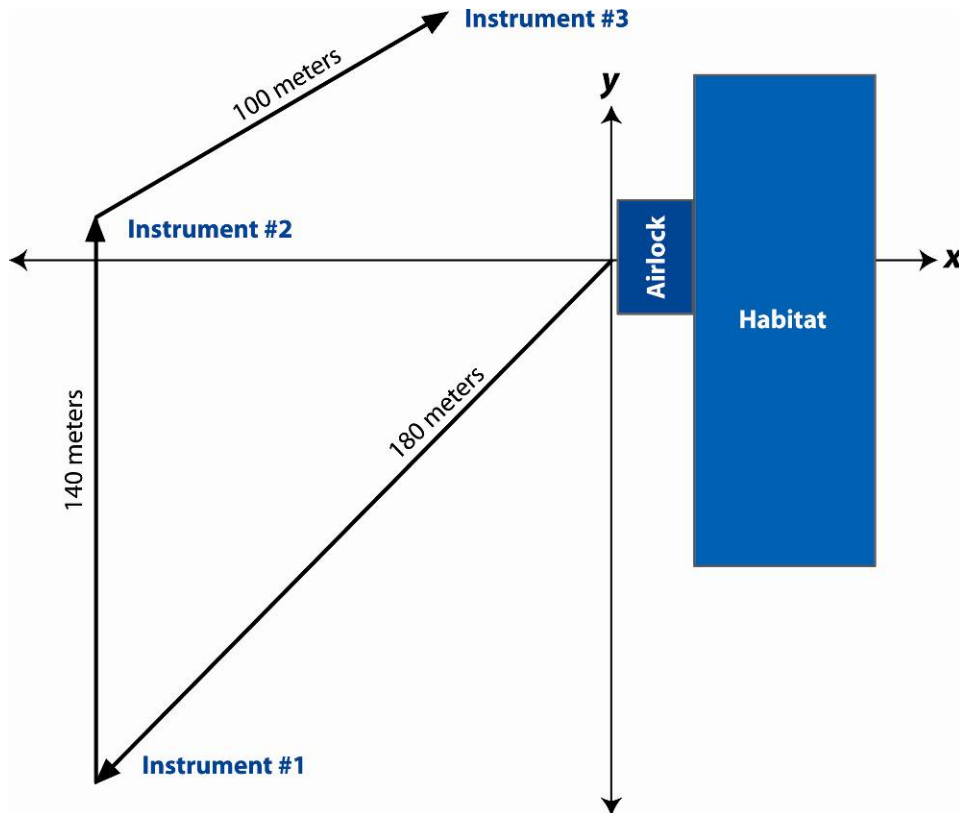 Instrument #3
100 meters
y
Instrument #2
Airlock
x
Habitat
180 meters
140 meters
Instrument #1